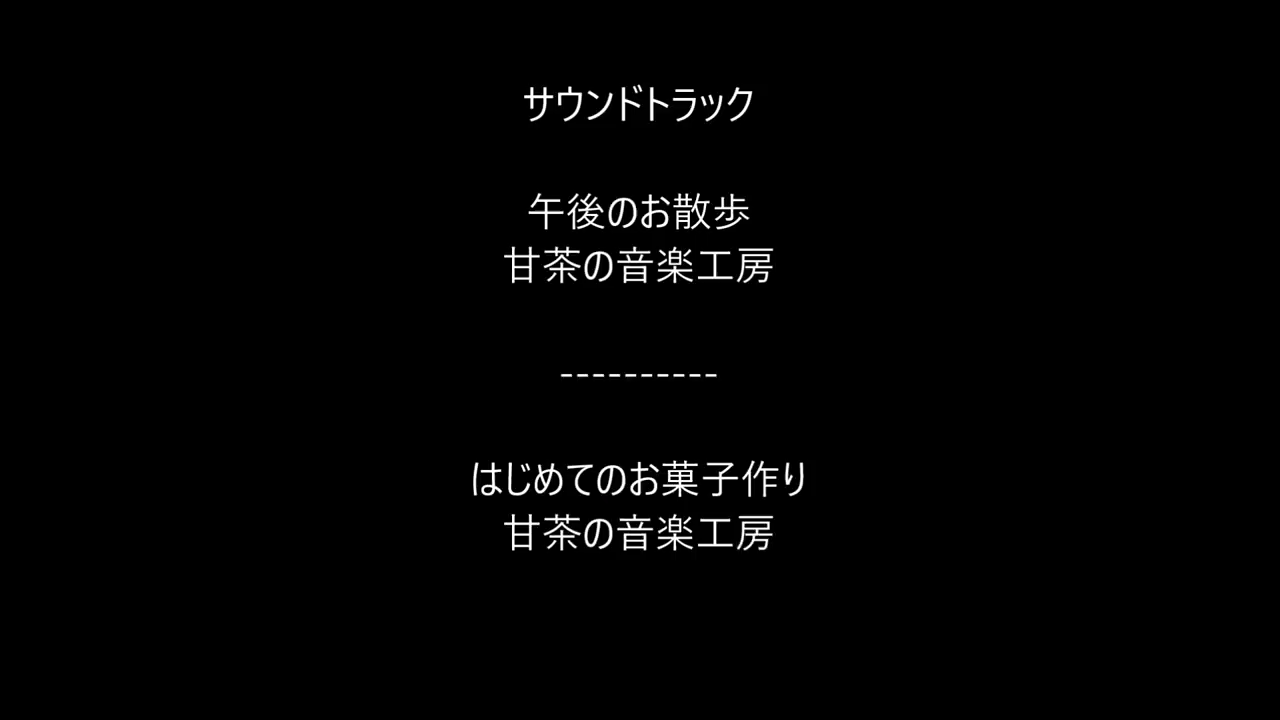 サウンドトラック
午後のお散歩
甘茶の音楽工房
----------
はじめてのお菓子作り
甘茶の音楽工房